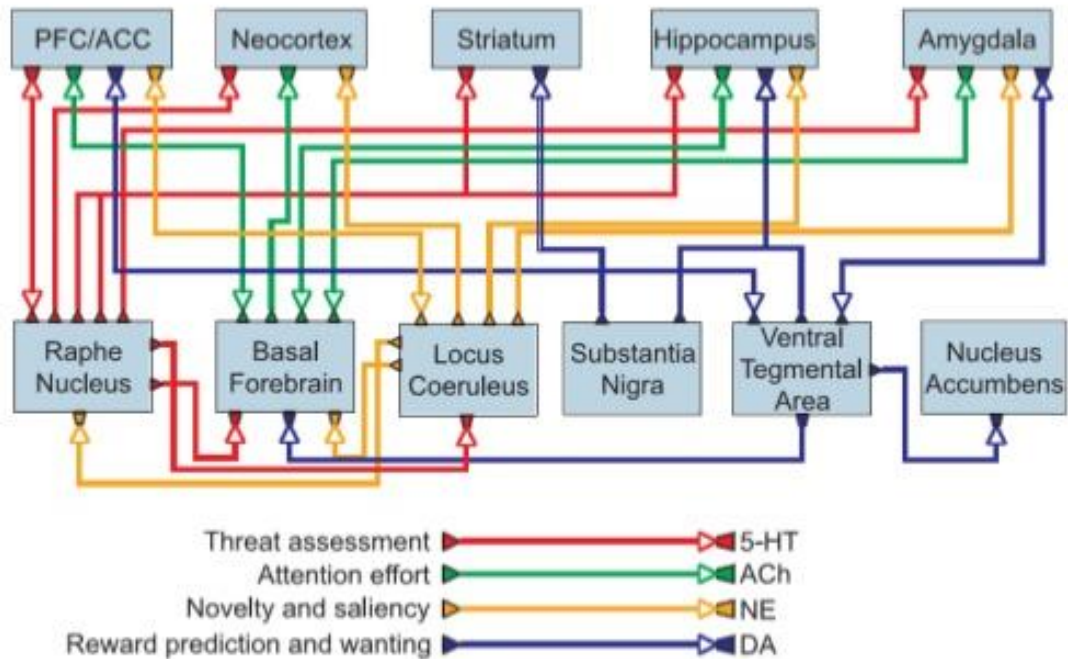 PFC/ACC
Neocortex
Striatum
Hippocampus
Amygdala
Raphe
Nucleus
Basal
Forebrain
Locus
Coeruleus
Substantia
Nigra
Ventral
Tegmental
Area
Nucleus
Accumbens
Threat assessment 5-HT
Attention effort ACh
Novelty and saliency NE
Reward prediction and wanting DA